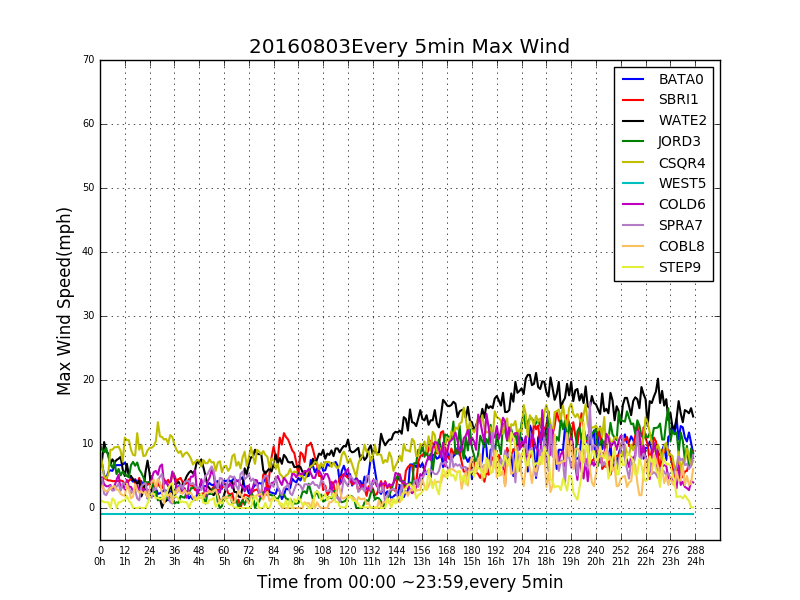 20160803Every 5min Max Wind
70
60
50
40
30
20
10
0
Max Wind Speed(mph)
BATA0
SBRI1
WATE2
JORD3
CSQR4
WEST5
COLD6
SPRA7
COBL8
STEP9
0 12 24 36 48 60 72 84 96 108 120 132 144 156 168 180 192 204 216 228 240 252 264 276 288
0h 1h 2h 3h 4h 5h 6h 7h 8h 9h 10h 11h 12h 13h 14h 15h 16h 17h 18h 19h 20h 21h 22h 23h 24h
Time from 00:00 ~23:59,every 5min